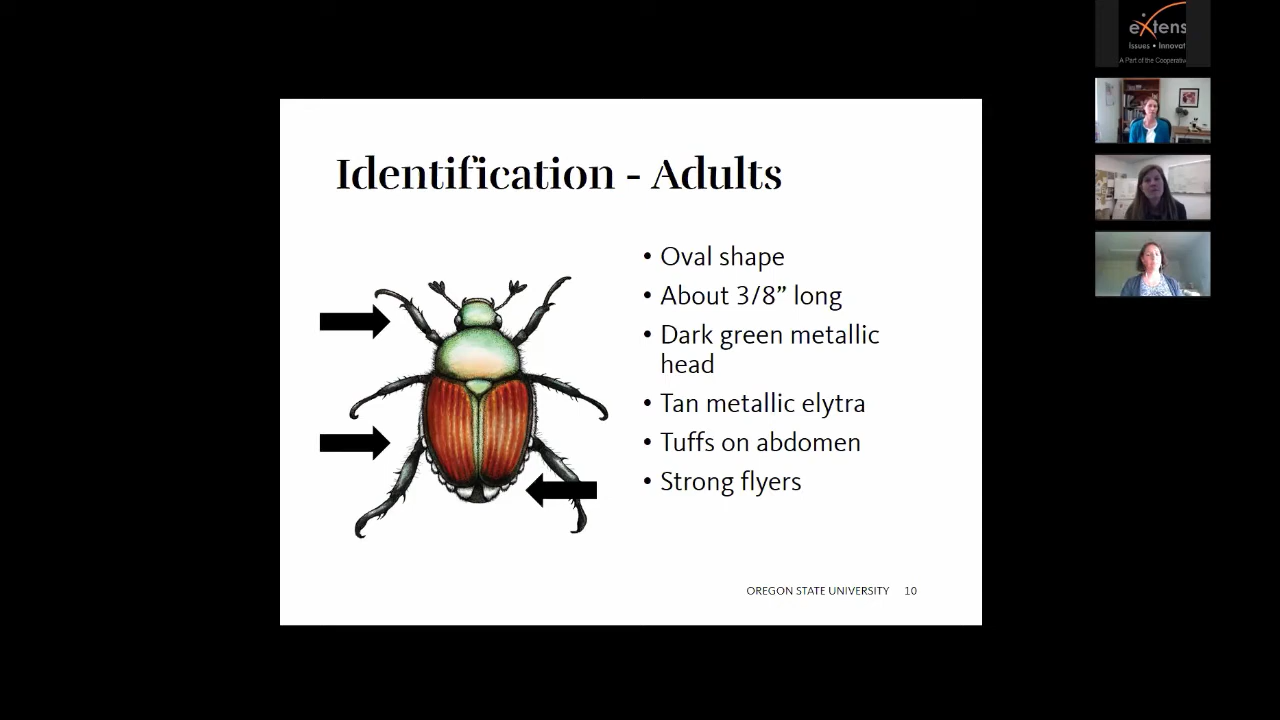 eXtens
Issues • Innovat
A Part of the Cooperativ
Identification - Adults
• Oval shape
• About 3/8” long
• Dark green metallic
head
• Tan metallic elytra
• Tuffs on abdomen
• Strong flyers
OREGON STATE UNIVERSITY 10